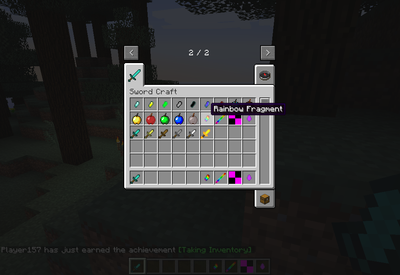 2 / 2
Sword Craft
Rainbow Fragment
Player157 has just earned the achievement [Taking Inventory]